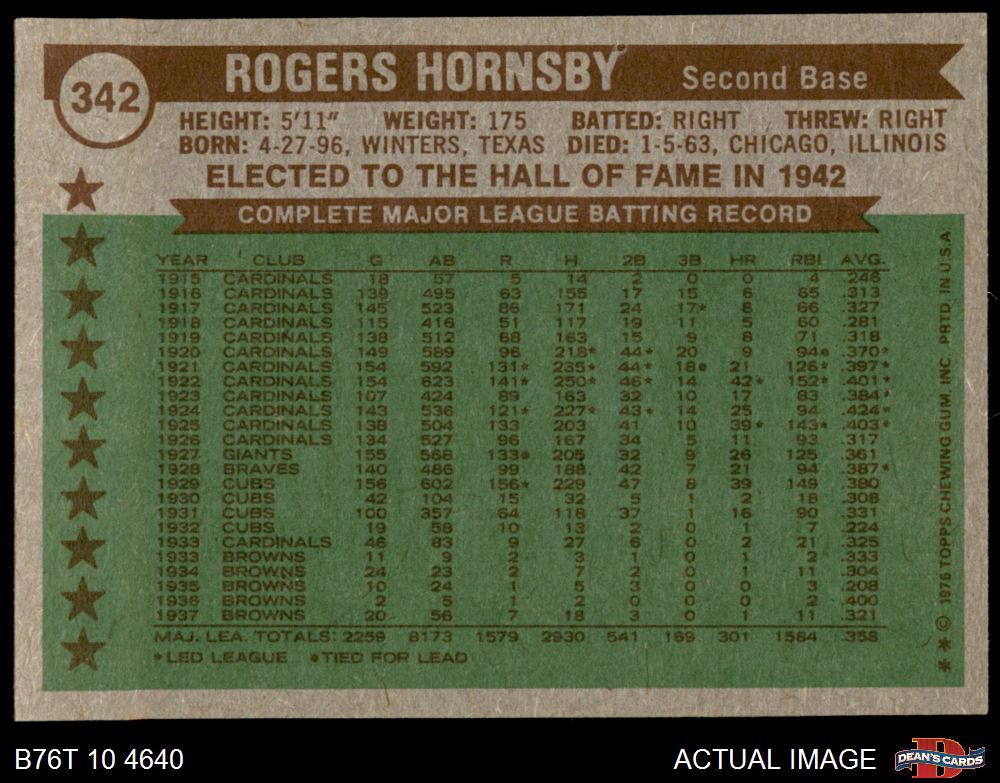 342
ROGERS HORNSBY Second Base
HEIGHT: 5'11" WEIGHT: 175 BATTED: RIGHT THREW: RIGHT
BORN: 4-27-96, WINTERS, TEXAS DIED: 1-5-63, CHICAGO, ILLINOIS
ELECTED TO THE HALL OF FAME IN 1942
COMPLETE MAJOR LEAGUE BATTING RECORD
YEAR CLUB G AB R H 2B 3B HR RBI AVG.
1915 CARDINALS 18 57 5 14 2 0 0 4 .246
1916 CARDINALS 139 495 63 155 17 15 6 65 .313
1917 CARDINALS 145 523 86 171 24 17* 8 66 .327
1918 CARDINALS 115 416 51 117 19 11 5 60 .281
1919 CARDINALS 138 512 68 163 15 9 8 71 .318
1920 CARDINALS 149 589 96 218* 44* 20 9 94● .370*
1921 CARDINALS 154 592 131* 235* 44* 18● 21 126* .397*
1922 CARDINALS 154 623 141* 250* 46* 14 42* 152* .401*
1923 CARDINALS 107 424 89 163 32 10 17 83 .384*
1924 CARDINALS 143 536 121* 227* 43* 14 25 94 .424*
1925 CARDINALS 138 504 133 203 41 10 39* 143* .403*
1926 CARDINALS 134 527 96 167 34 5 11 93 .317
1927 GIANTS 155 568 133● 205 32 9 26 125 .361
1928 BRAVES 140 486 99 188 42 7 21 94 .387*
1929 CUBS 156 602 156* 229 47 8 39 149 .380
1930 CUBS 42 104 15 32 5 1 2 18 .308
1931 CUBS 100 357 64 118 37 1 16 90 .331
1932 CUBS 19 58 10 13 2 0 1 7 .224
1933 CARDINALS 46 83 9 27 6 0 2 21 .325
1933 BROWNS 11 9 2 3 1 0 1 2 .333
1934 BROWNS 24 23 2 7 2 0 1 11 .304
1935 BROWNS 10 24 1 5 3 0 0 3 .208
1936 BROWNS 2 5 1 2 0 0 0 2 .400
1937 BROWNS 20 56 7 18 3 0 1 11 .321
MAJ. LEA. TOTALS: 2259 8173 1579 2930 541 169 301 1584 .358
*LED LEAGUE ●TIED FOR LEAD
* * © 1976 TOPPS CHEWING GUM, INC. PRTD. IN U.S.A.
B76T 10 4640 ACTUAL IMAGE
D
DEAN'S CARDS